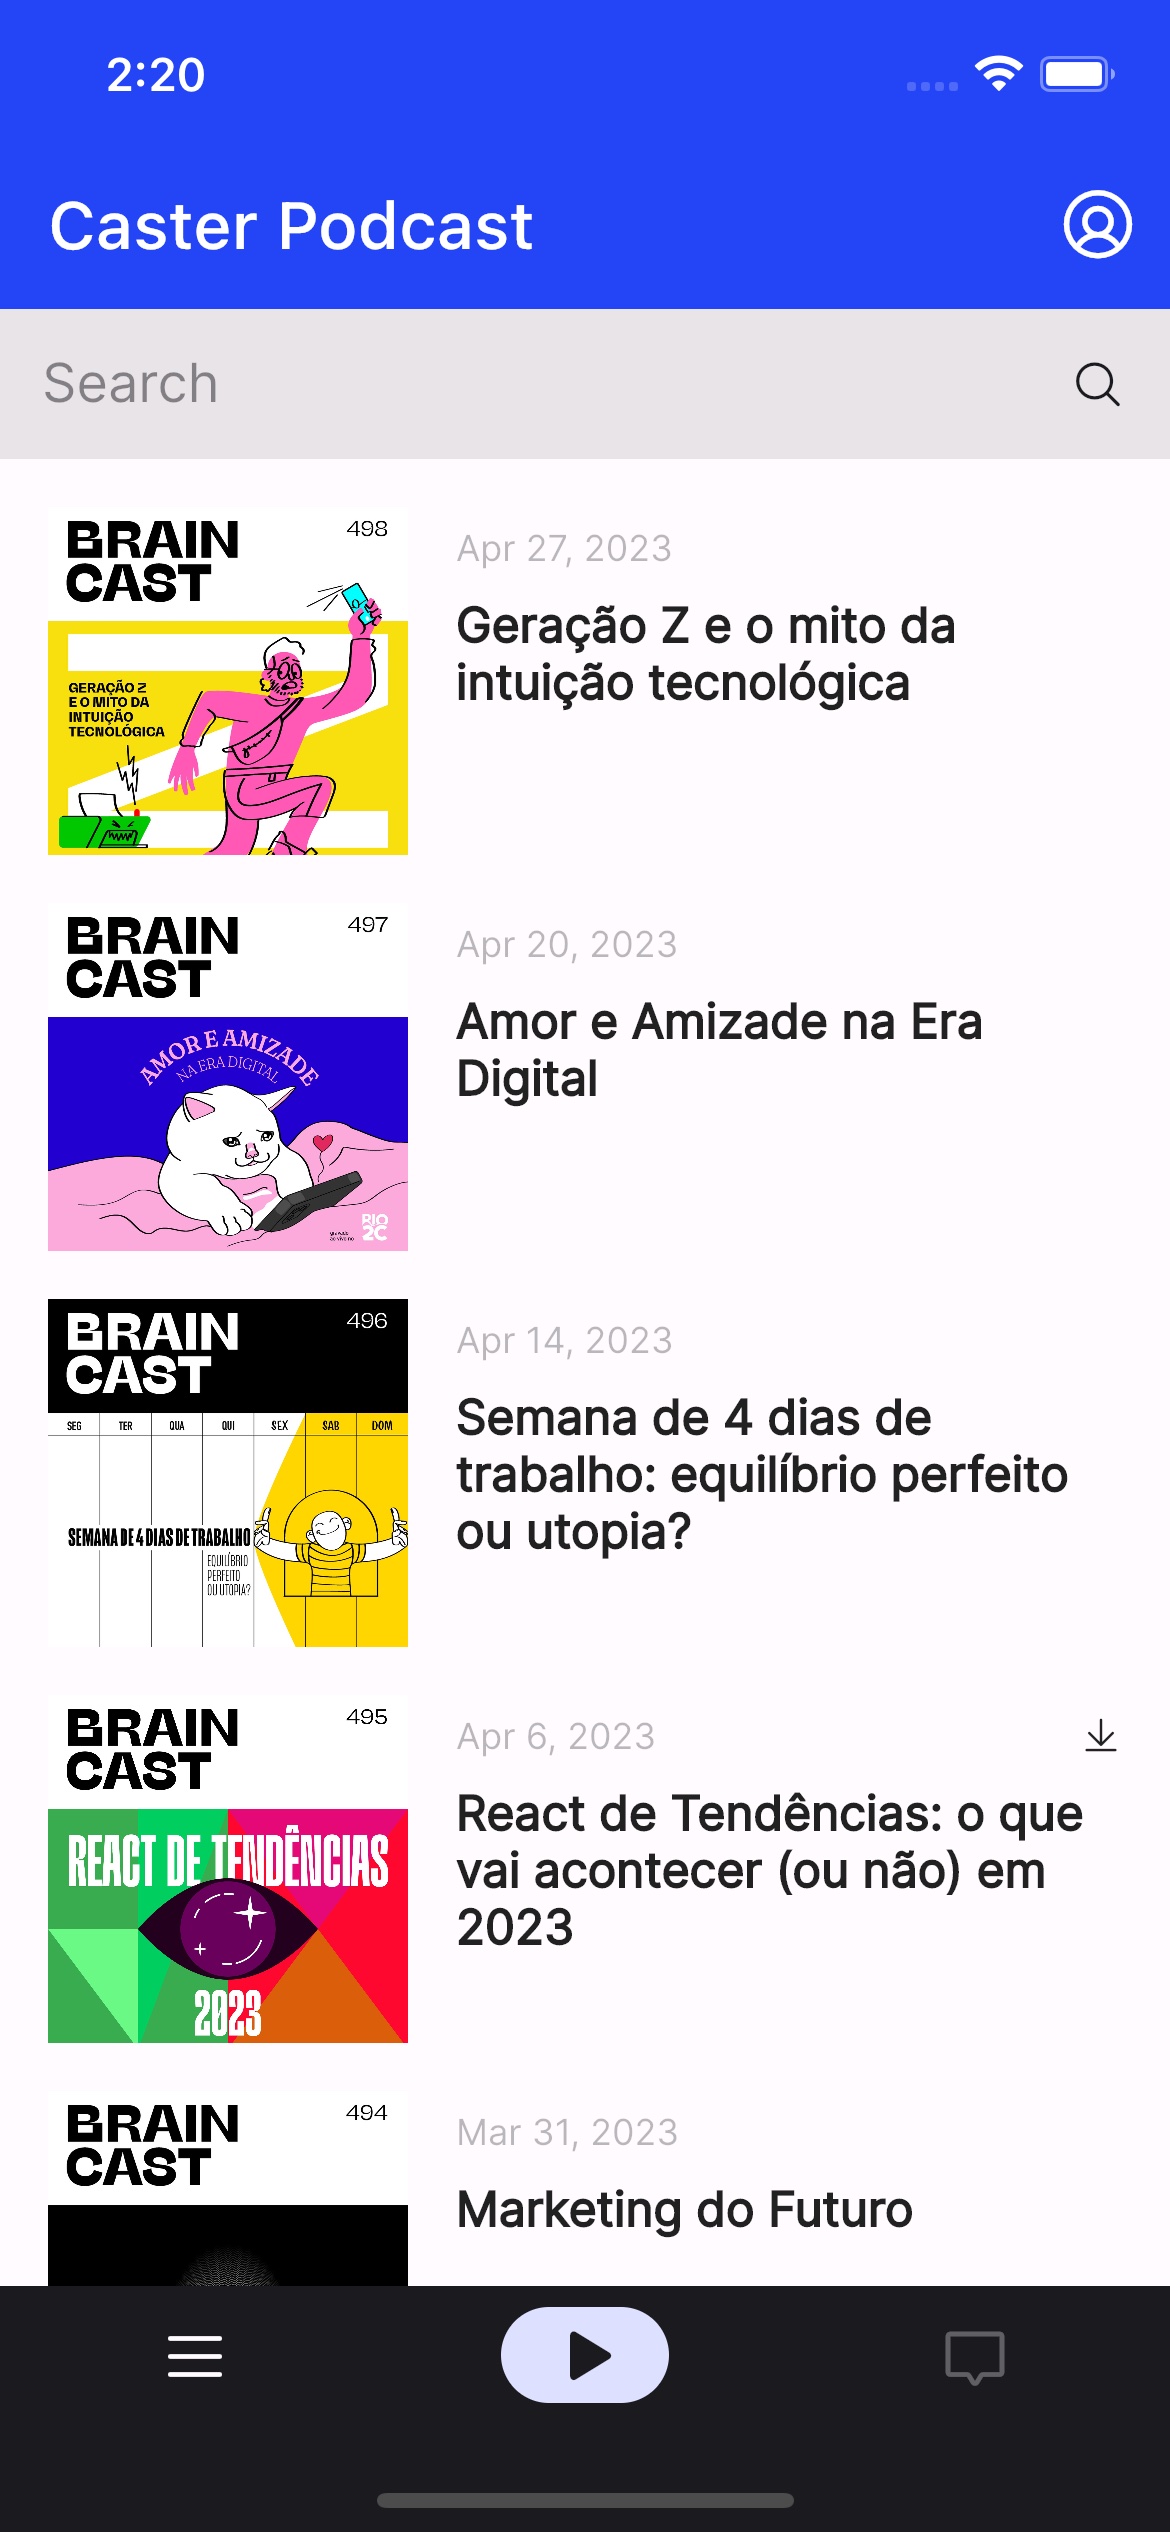 2:20
Caster Podcast
Search
BRAIN
CAST
498
GERAÇÃO Z
E O MITO DA
INTUIÇÃO
TECNOLÓGICA
Apr 27, 2023
Geração Z e o mito da
intuição tecnológica
BRAIN
CAST
497
AMOR E AMIZADE
NA ERA DIGITAL
gravado
ao vivo no
RIO
2C
Apr 20, 2023
Amor e Amizade na Era
Digital
BRAIN
CAST
496
SEG TER QUA QUI SEX SAB DOM
SEMANA DE 4 DIAS DE TRABALHO
EQUILÍBRIO
PERFEITO
OU UTOPIA?
Apr 14, 2023
Semana de 4 dias de
trabalho: equilíbrio perfeito
ou utopia?
BRAIN
CAST
495
REACT DE TENDÊNCIAS
2023
Apr 6, 2023
React de Tendências: o que
vai acontecer (ou não) em
2023
BRAIN
CAST
494
Mar 31, 2023
Marketing do Futuro